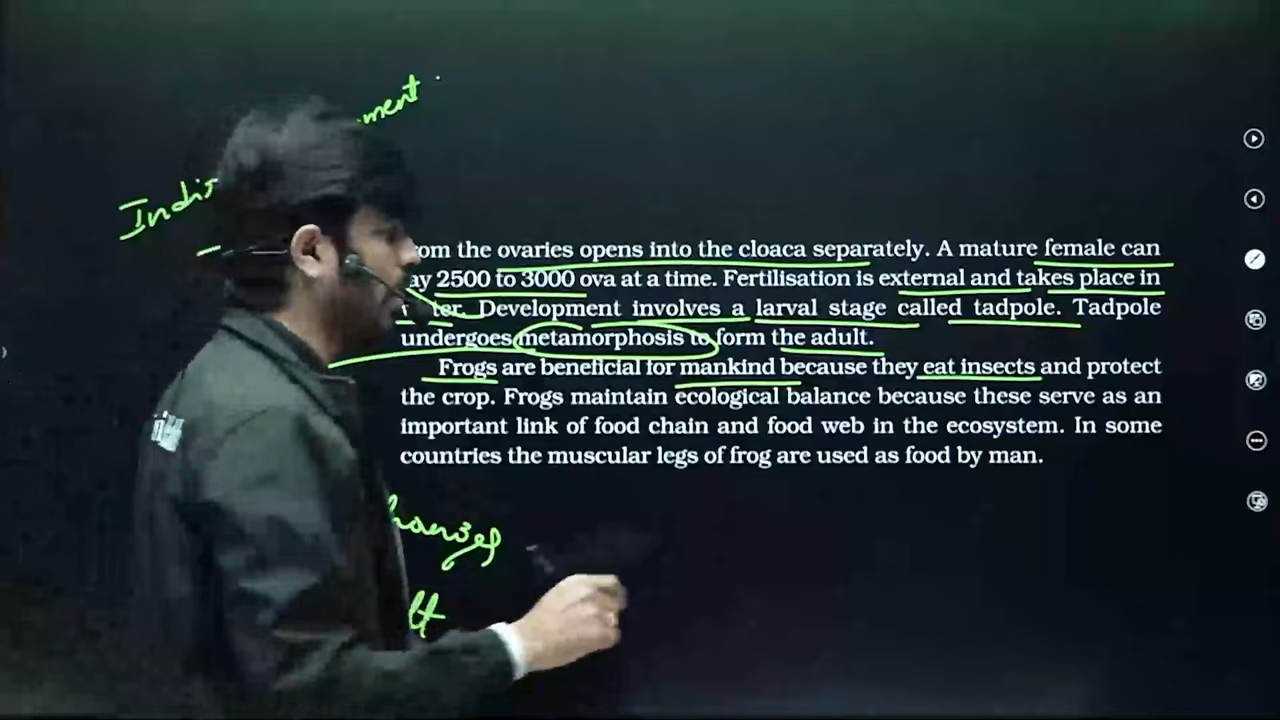 ment
Indir
om the ovaries opens into the cloaca separately. A mature female can
ay 2500 to 3000 ova at a time. Fertilisation is external and takes place in
ter. Development involves a larval stage called tadpole. Tadpole
undergoes metamorphosis to form the adult.
Frogs are beneficial for mankind because they eat insects and protect
the crop. Frogs maintain ecological balance because these serve as an
important link of food chain and food web in the ecosystem. In some
countries the muscular legs of frog are used as food by man.
hanges
lt